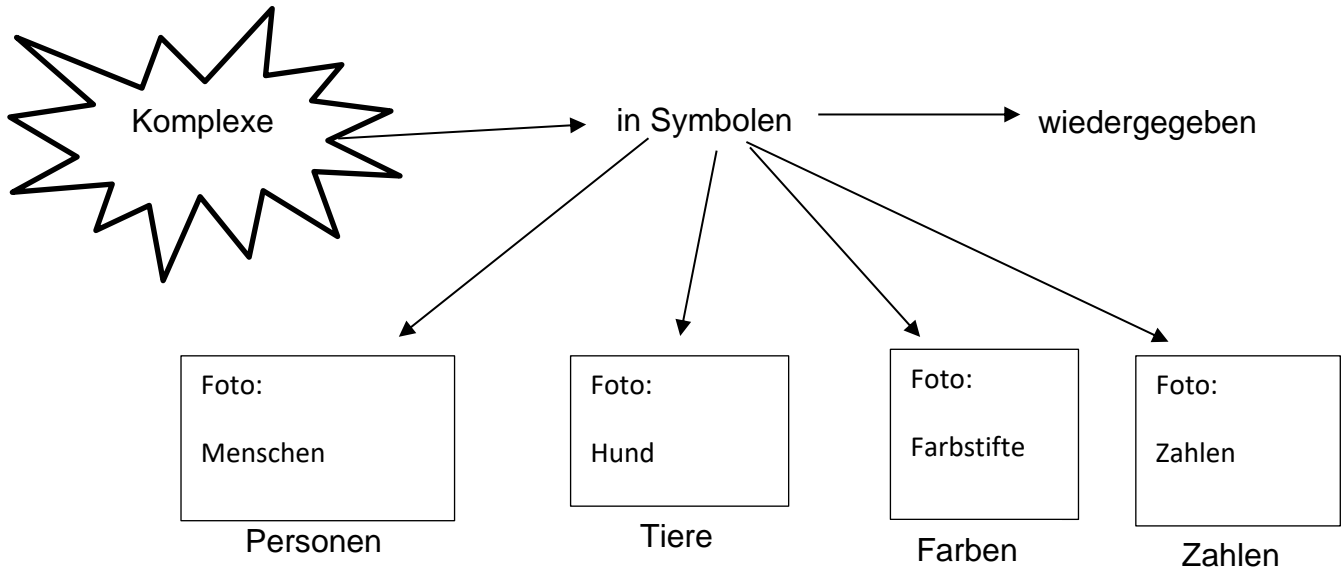 Komplexe
in Symbolen
wiedergegeben
Foto:
Menschen
Personen
Foto:
Hund
Tiere
Foto:
Farbstifte
Farben
Foto:
Zahlen
Zahlen